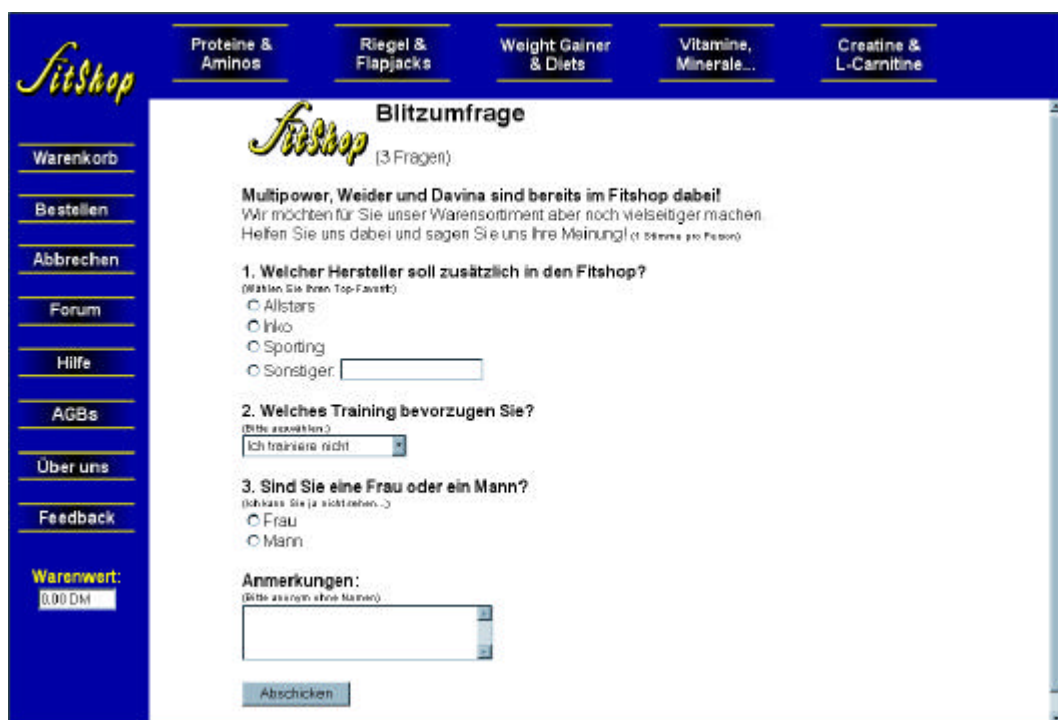 FitShop
Proteine &
Aminos
Riegel &
Flapjacks
Weight Gainer
& Diets
Vitamine,
Minerale...
Creatine &
L-Carnitine
Warenkorb
Bestellen
Abbrechen
Forum
Hilfe
AGBs
Über uns
Feedback
Warenwert:
0.00 DM
FitShop
Blitzumfrage
(3 Fragen)
Multipower, Weider und Davina sind bereits im Fitshop dabei!
Wir möchten für Sie unser Warensortiment aber noch vielseitiger machen.
Helfen Sie uns dabei und sagen Sie uns Ihre Meinung! (1 Stimme pro Person)
1. Welcher Hersteller soll zusätzlich in den Fitshop?
(Wählen Sie Ihren Top-Favorit)
Allstars
Inko
Sporting
Sonstiger:
2. Welches Training bevorzugen Sie?
(Bitte auswählen:)
Ich trainiere nicht
3. Sind Sie eine Frau oder ein Mann?
(Ich kann Sie ja nicht sehen...)
Frau
Mann
Anmerkungen:
(Bitte anonym ohne Namen)
Abschicken